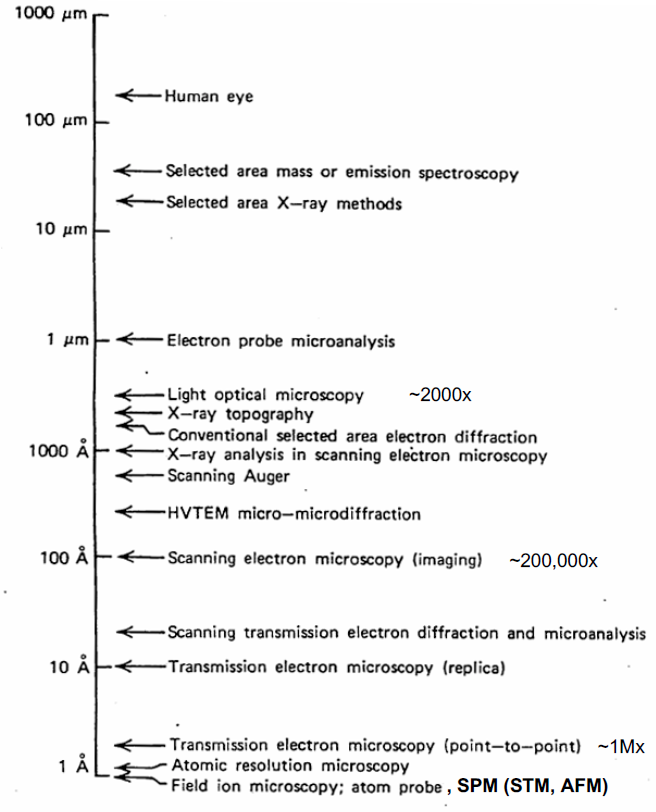 1000 μm
Human eye
100 μm
Selected area mass or emission spectroscopy
Selected area X—ray methods
10 μm
1 μm
Electron probe microanalysis
Light optical microscopy ~2000x
X—ray topography
Conventional selected area electron diffraction
1000 Å
X—ray analysis in scanning electron microscopy
Scanning Auger
HVTEM micro—microdiffraction
100 Å
Scanning electron microscopy (imaging) ~200,000x
Scanning transmission electron diffraction and microanalysis
10 Å
Transmission electron microscopy (replica)
Transmission electron microscopy (point—to—point) ~1Mx
1 Å
Atomic resolution microscopy
Field ion microscopy; atom probe , SPM (STM, AFM)